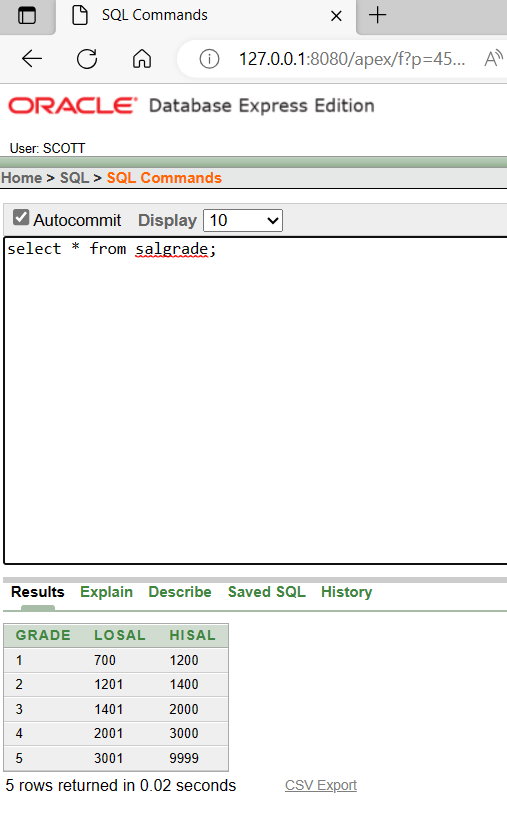 SQL Commands
127.0.0.1:8080/apex/f?p=45...
ORACLE® Database Express Edition
User: SCOTT
Home > SQL > SQL Commands
Autocommit Display 10
select * from salgrade;
Results Explain Describe Saved SQL History
GRADE LOSAL HISAL
1 700 1200
2 1201 1400
3 1401 2000
4 2001 3000
5 3001 9999
5 rows returned in 0.02 seconds CSV Export